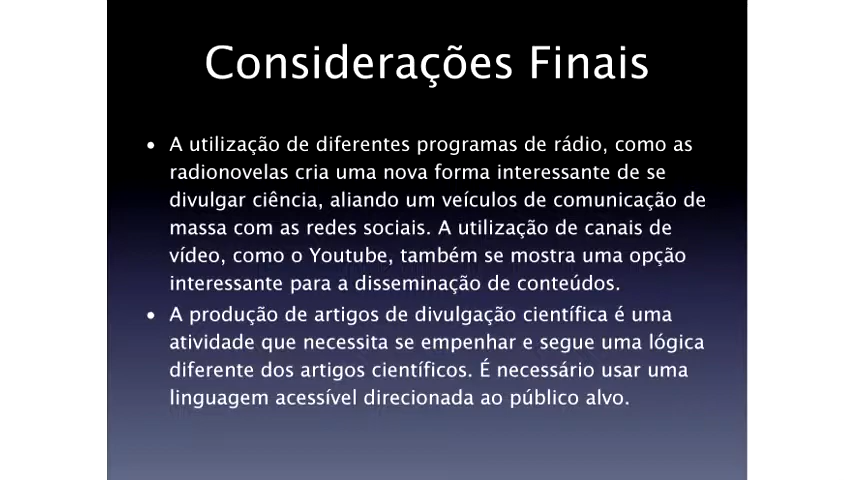 Considerações Finais
• A utilização de diferentes programas de rádio, como as
radionovelas cria uma nova forma interessante de se
divulgar ciência, aliando um veículos de comunicação de
massa com as redes sociais. A utilização de canais de
vídeo, como o Youtube, também se mostra uma opção
interessante para a disseminação de conteúdos.
• A produção de artigos de divulgação científica é uma
atividade que necessita se empenhar e segue uma lógica
diferente dos artigos científicos. É necessário usar uma
linguagem acessível direcionada ao público alvo.